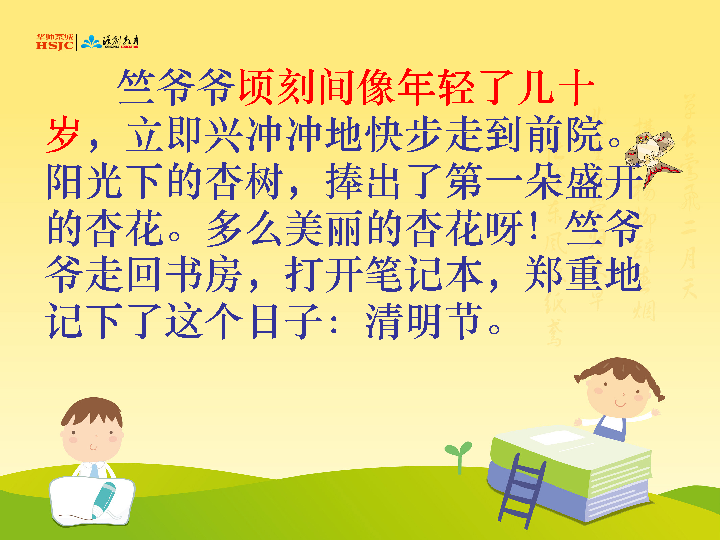 华师京城
HSJC
竺爷爷顷刻间像年轻了几十
岁，立即兴冲冲地快步走到前院。
阳光下的杏树，捧出了第一朵盛开
的杏花。多么美丽的杏花呀！竺爷
爷走回书房，打开笔记本，郑重地
记下了这个日子：清明节。